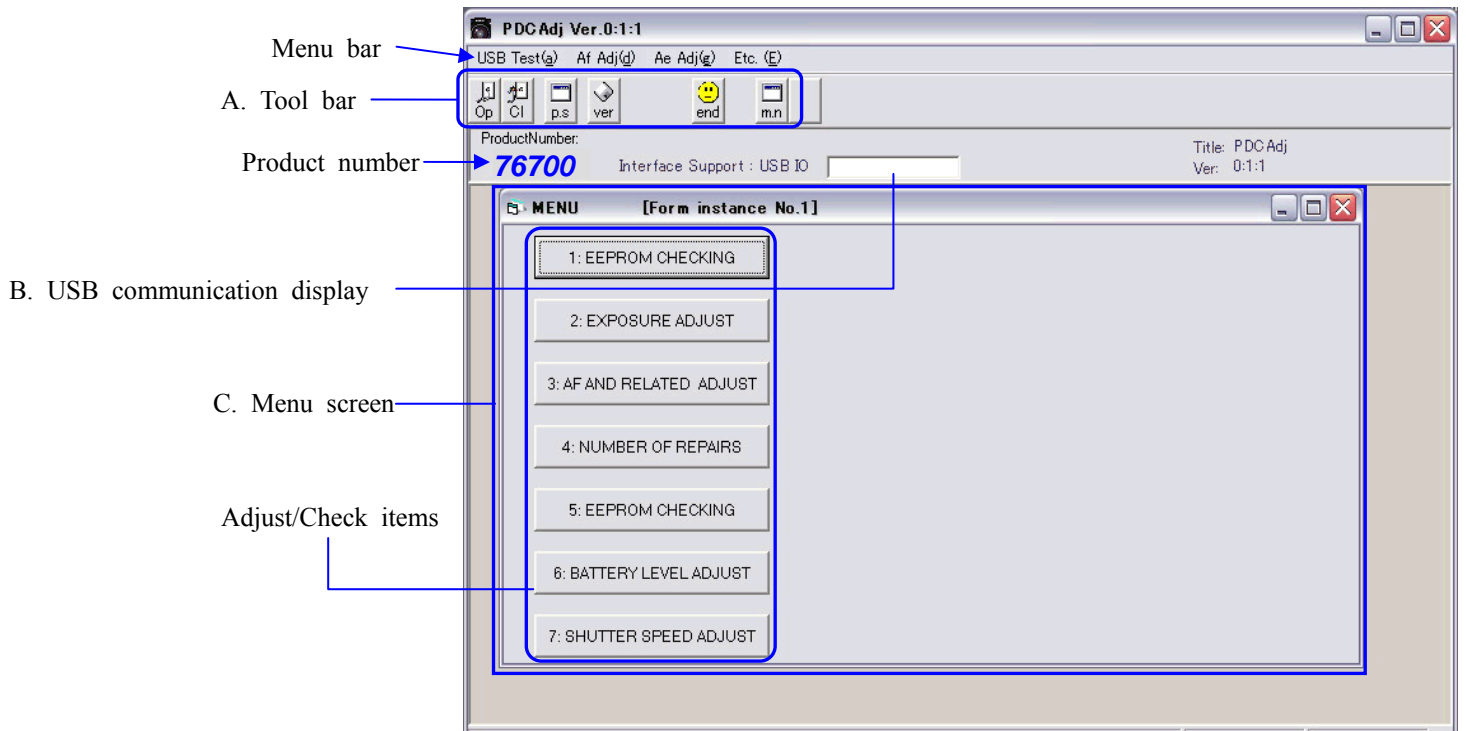 PDCAdj Ver.0:1:1
Menu bar
USB Test(a) Af Adj(d) Ae Adj(g) Etc. (E)
A. Tool bar
Op Cl p.s ver end m.n
ProductNumber:
Product number
76700 Interface Support : USB IO
Title: PDCAdj
Ver: 0:1:1
MENU [Form instance No.1]
1: EEPROM CHECKING
B. USB communication display
2: EXPOSURE ADJUST
3: AF AND RELATED ADJUST
C. Menu screen
4: NUMBER OF REPAIRS
5: EEPROM CHECKING
Adjust/Check items
6: BATTERY LEVEL ADJUST
7: SHUTTER SPEED ADJUST